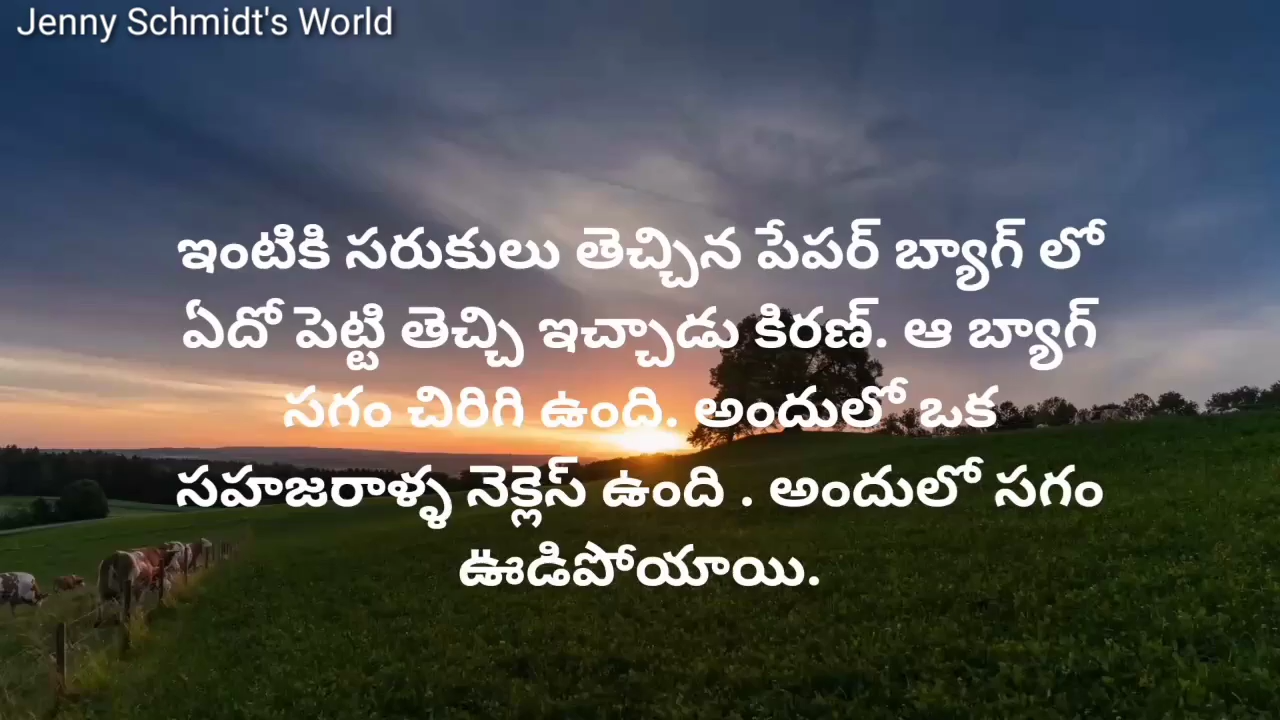 Jenny Schmidt's World
ఇంటికి సరుకులు తెచ్చిన పేపర్ బ్యాగ్ లో
ఏదో పెట్టి తెచ్చి ఇచ్చాడు కిరణ్. ఆ బ్యాగ్
సగం చిరిగి ఉంది. అందులో ఒక
సహజరాళ్ళ నెక్లెస్ ఉంది . అందులో సగం
ఊడిపోయాయి.